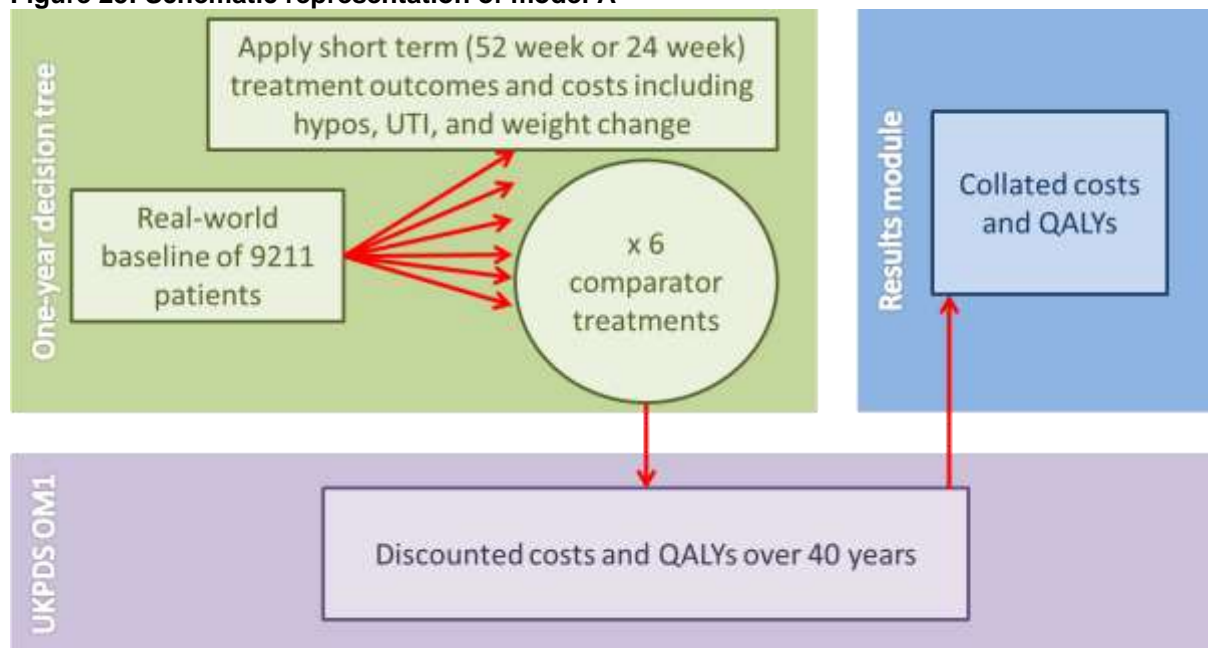 Figure Schematic representation of model A
One-year decision tree
Apply short term (52 week or 24 week)
treatment outcomes and costs including
hypos, UTI, and weight change
Real-world
baseline of 9211
patients
x 6
comparator
treatments
Results module
Collated costs
and QALYs
UKPDS OM1
Discounted costs and QALYs over 40 years